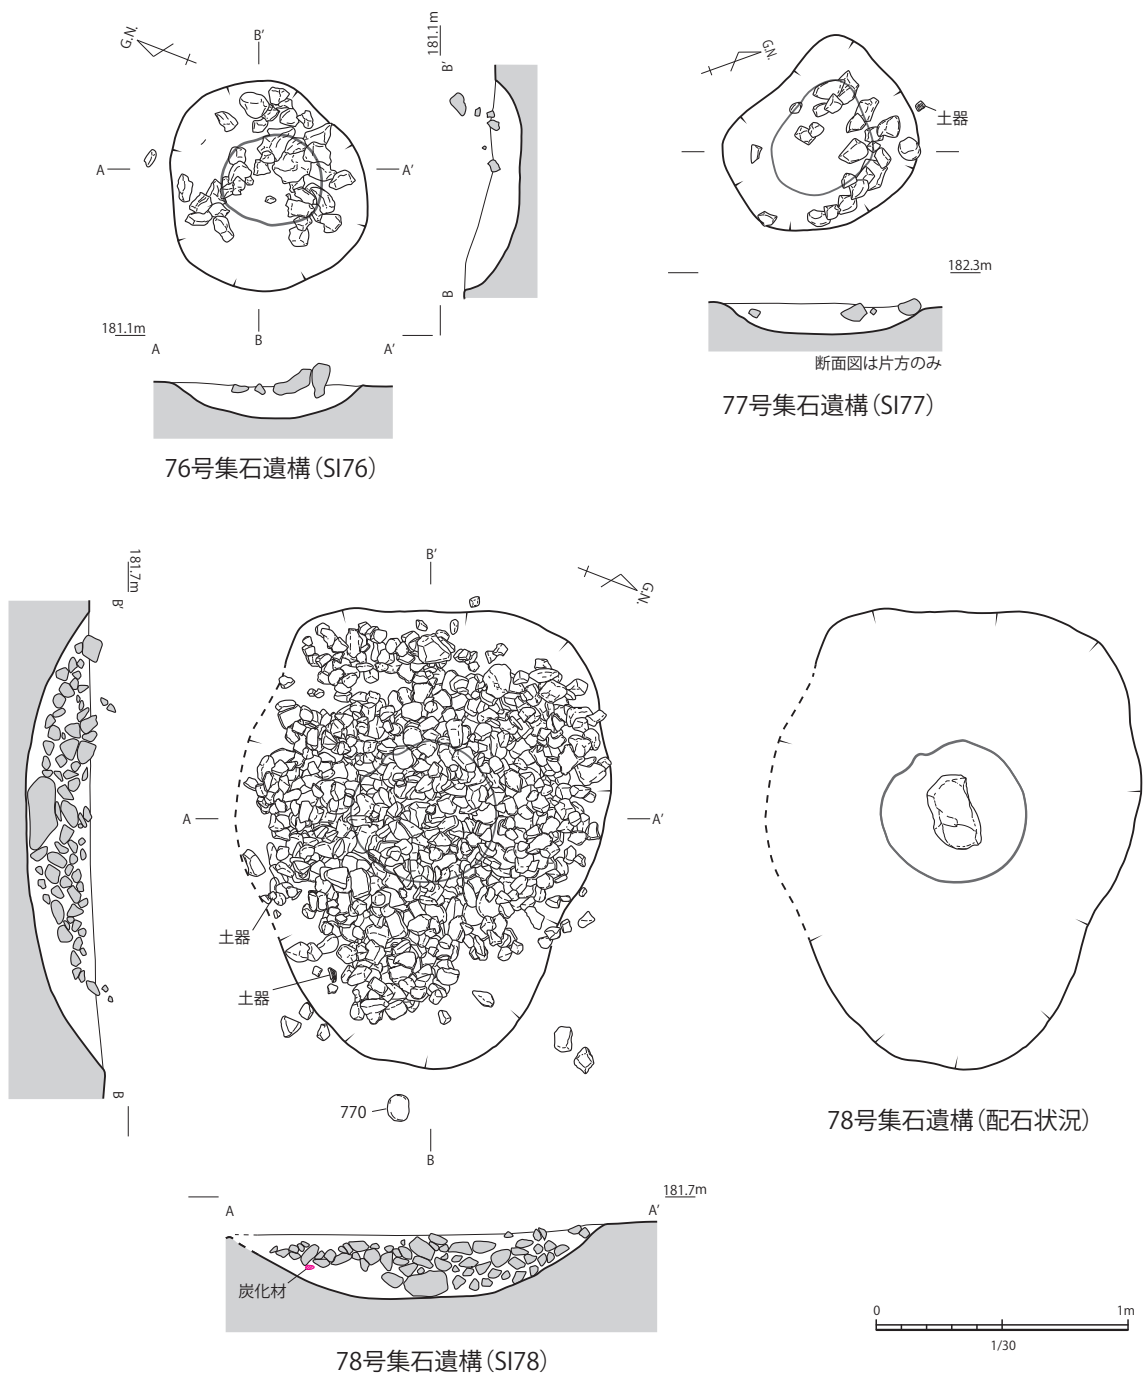 G.N.
B'
A
A'
B
181.1m
B'
B
181.1m
A
A'
76号集石遺構（SI76）
G.N.
土器
182.3m
断面図は片方のみ
77号集石遺構（SI77）
181.7m
B'
B
B'
G.N.
A
A'
土器
土器
770
B
78号集石遺構（配石状況）
A
181.7m
A'
炭化材
78号集石遺構（SI78）
0
1m
1/30